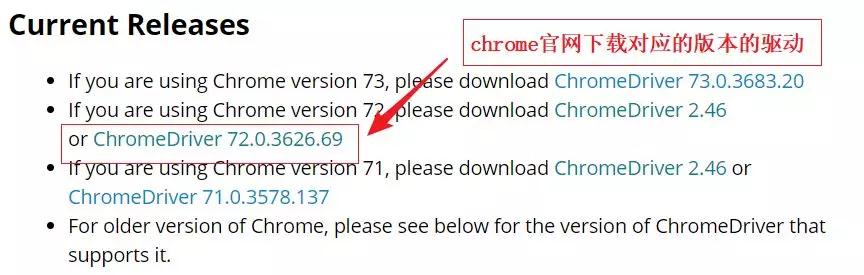 Current Releases
chrome官网下载对应的版本的驱动
If you are using Chrome version 73, please download ChromeDriver 73.0.3683.20
If you are using Chrome version 72, please download ChromeDriver 2.46
or ChromeDriver 72.0.3626.69
If you are using Chrome version 71, please download ChromeDriver 2.46 or
ChromeDriver 71.0.3578.137
For older version of Chrome, please see below for the version of ChromeDriver that
supports it.